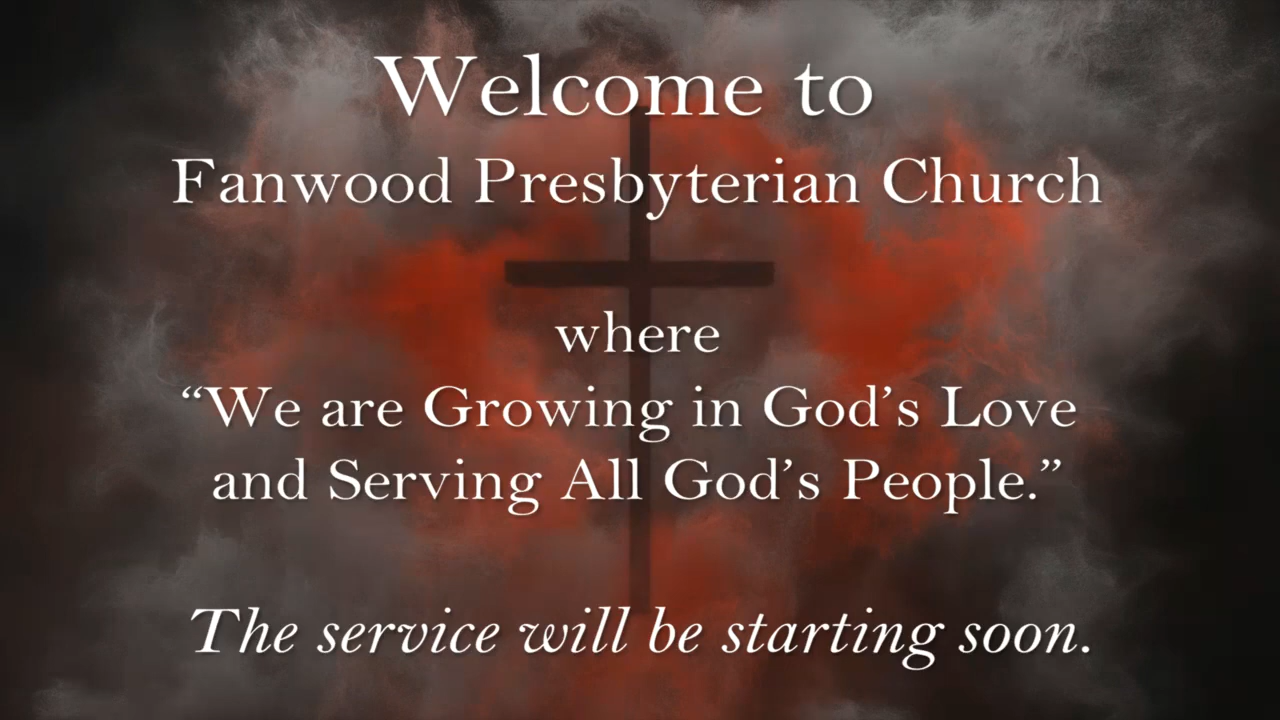 Welcome to
Fanwood Presbyterian Church
where
“We are Growing in God’s Love
and Serving All God’s People.”
The service will be starting soon.